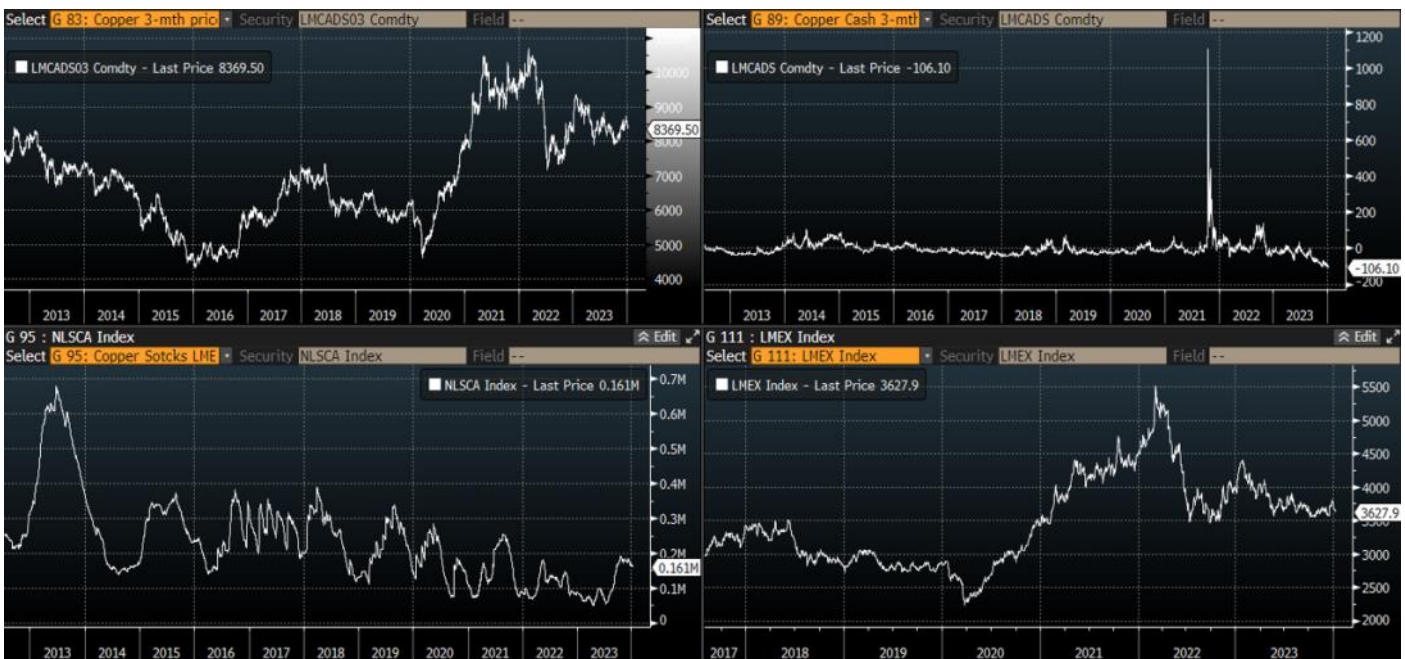 Select G 83: Copper 3-mth pric Security LMCADS03 Comdty Field --
LMCADS03 Comdty - Last Price 8369.50
10000
9000
8369.50
8000
7000
6000
5000
4000
2013 2014 2015 2016 2017 2018 2019 2020 2021 2022 2023
Select G 89: Copper Cash 3-mth Security LMCADS Comdty Field --
LMCADS Comdty - Last Price -106.10
1200
1000
800
600
400
200
0
-106.10
-200
2013 2014 2015 2016 2017 2018 2019 2020 2021 2022 2023
G 95 : NLSCA Index Edit
Select G 95: Copper Sotcks LME Security NLSCA Index Field --
NLSCA Index - Last Price 0.161M
0.7M
0.6M
0.5M
0.4M
0.3M
0.2M
0.161M
0.1M
0
2013 2014 2015 2016 2017 2018 2019 2020 2021 2022 2023
G 111 : LMEX Index Edit
Select G 111: LMEX Index Security LMEX Index Field --
LMEX Index - Last Price 3627.9
5500
5000
4500
4000
3627.9
3500
3000
2500
2000
2017 2018 2019 2020 2021 2022 2023